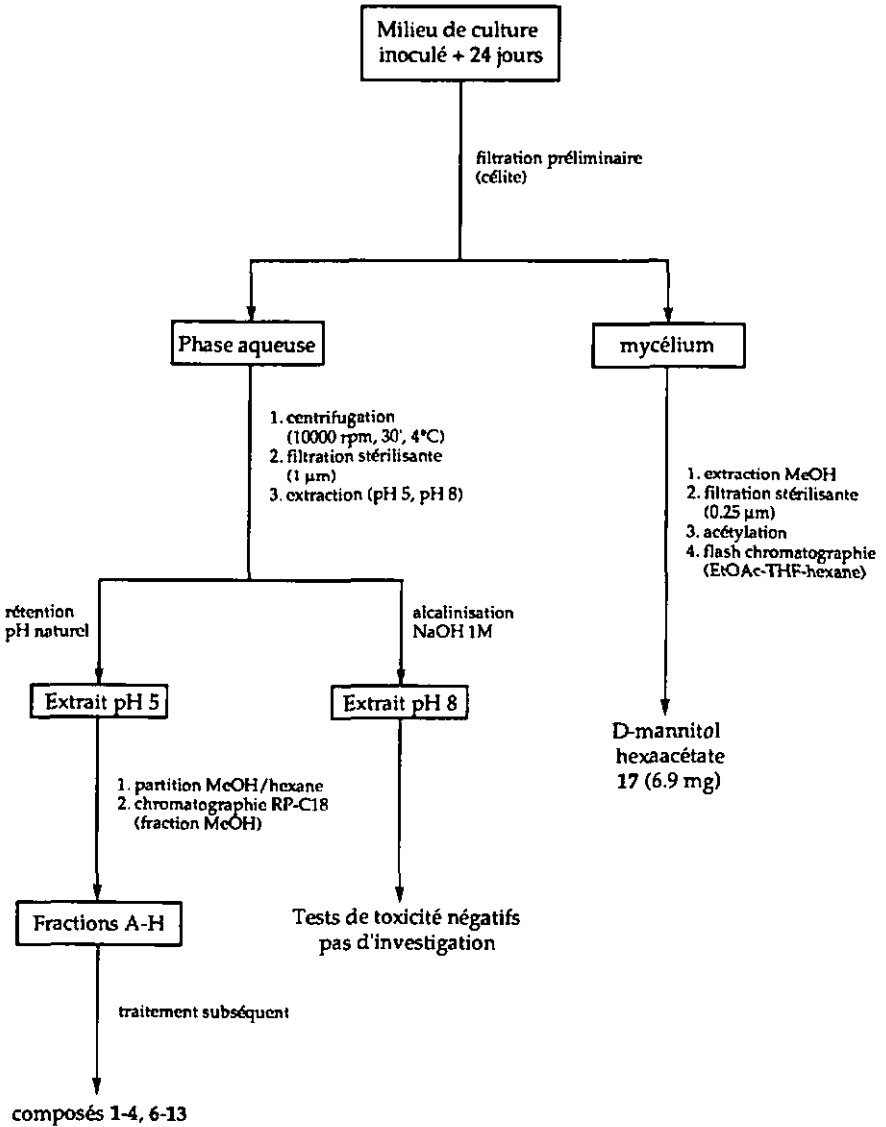 Milieu de culture
inoculé + 24 jours
filtration préliminaire
(célite)
Phase aqueuse
mycélium
1. centrifugation
(10000 rpm, 30', 4°C)
2. filtration stérilisante
(1 µm)
3. extraction (pH 5, pH 8)
1. extraction MeOH
2. filtration stérilisante
(0.25 µm)
3. acétylation
4. flash chromatographie
(EtOAc-THF-hexane)
rétention
pH naturel
alcalinisation
NaOH 1M
Extrait pH 5
Extrait pH 8
D-mannitol
hexaacétate
17 (6.9 mg)
1. partition MeOH/hexane
2. chromatographie RP-C18
(fraction MeOH)
Fractions A-H
Tests de toxicité négatifs
pas d'investigation
traitement subséquent
composés 1-4, 6-13